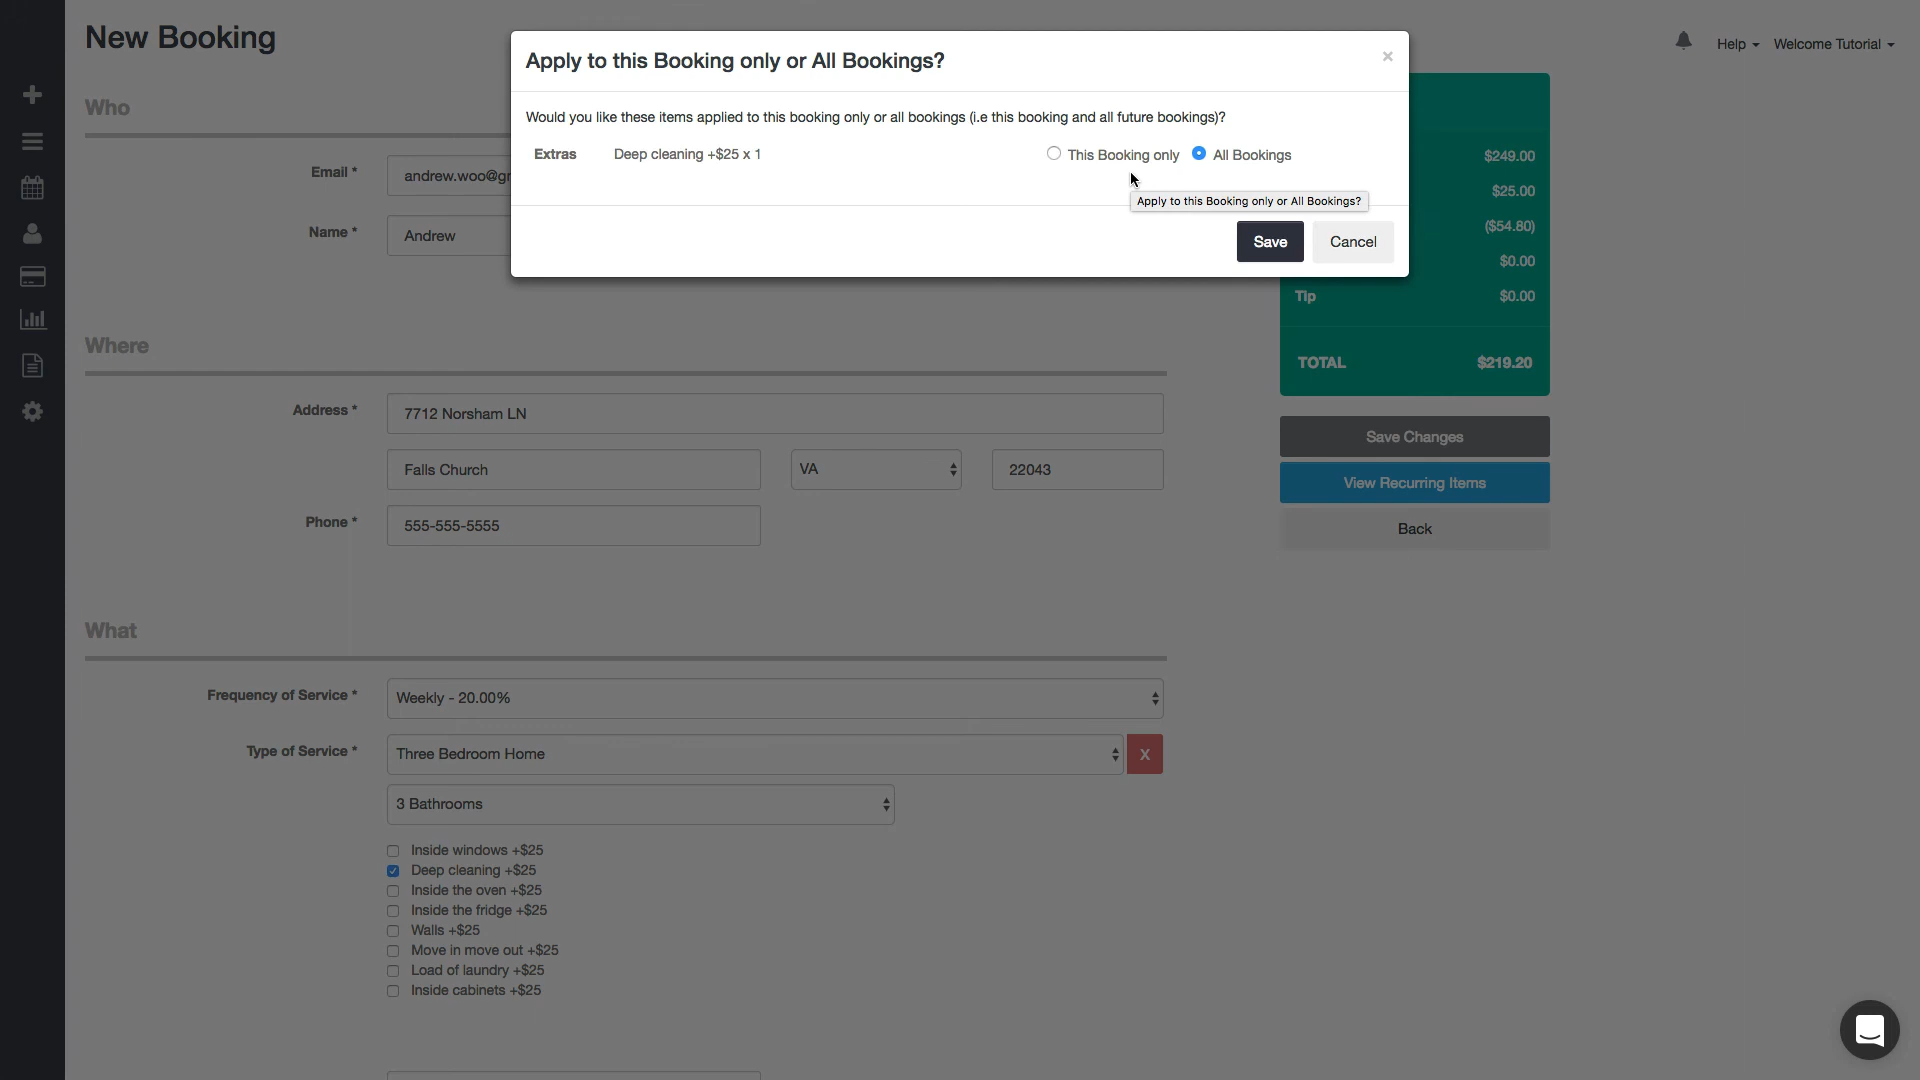 New Booking
Help
Welcome Tutorial
Apply to this Booking only or All Bookings?
×
Would you like these items applied to this booking only or all bookings (i.e this booking and all future bookings)?
Extras Deep cleaning +$25 x 1 This Booking only All Bookings
Apply to this Booking only or All Bookings?
Save Cancel
Who
Email * andrew.woo@gr
Name * Andrew
$249.00
$25.00
($54.80)
$0.00
Tip $0.00
TOTAL $219.20
Save Changes
View Recurring Items
Back
Where
Address * 7712 Norsham LN
Falls Church VA 22043
Phone * 555-555-5555
What
Frequency of Service * Weekly - 20.00%
Type of Service * Three Bedroom Home X
3 Bathrooms
Inside windows +$25
Deep cleaning +$25
Inside the oven +$25
Inside the fridge +$25
Walls +$25
Move in move out +$25
Load of laundry +$25
Inside cabinets +$25